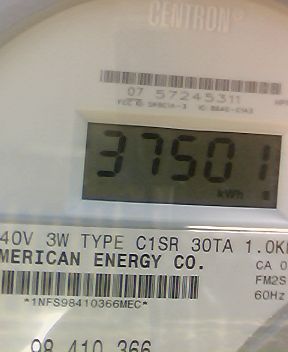 CENTRON®
07 57245311
37501
kWh
40V 3W TYPE C1SR 30TA 1.0K
MERICAN ENERGY CO.
CA 0
FM2S
*1NFS98410366MEC*
60Hz
98 410 366